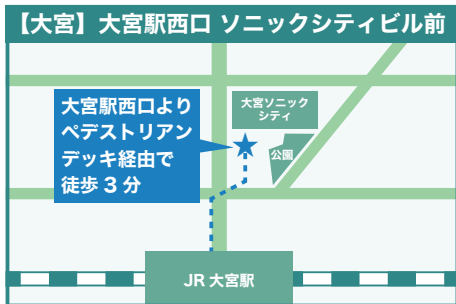 【大宮】大宮駅西口 ソニックシティビル前
大宮駅西口より
ペデストリアン
デッキ経由で
徒歩 3 分
大宮ソニック
シティ
公園
JR 大宮駅